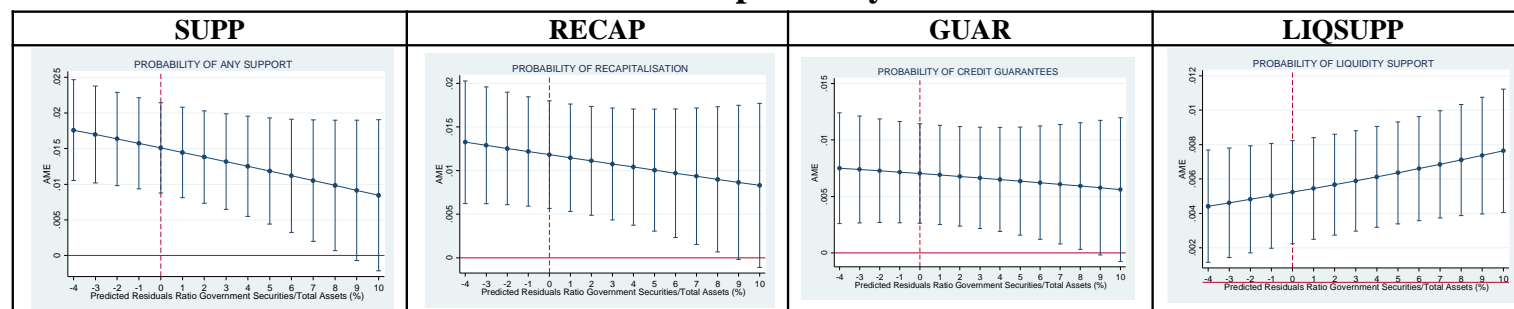 SUPP
RECAP
GUAR
LIQSUPP
PROBABILITY OF ANY SUPPORT
AME
0 .005 .01 .015 .02 .025
-4 -3 -2 -1 0 1 2 3 4 5 6 7 8 9 10
Predicted Residuals Ratio Government Securities/Total Assets (%)
PROBABILITY OF RECAPITALISATION
AME
0 .005 .01 .015 .02
-4 -3 -2 -1 0 1 2 3 4 5 6 7 8 9 10
Predicted Residuals Ratio Government Securities/Total Assets (%)
PROBABILITY OF CREDIT GUARANTEES
AME
0 .005 .01 .015
-4 -3 -2 -1 0 1 2 3 4 5 6 7 8 9 10
Predicted Residuals Ratio Government Securities/Total Assets (%)
PROBABILITY OF LIQUIDITY SUPPORT
AME
.002 .004 .006 .008 .01 .012
-4 -3 -2 -1 0 1 2 3 4 5 6 7 8 9 10
Predicted Residuals Ratio Government Securities/Total Assets (%)